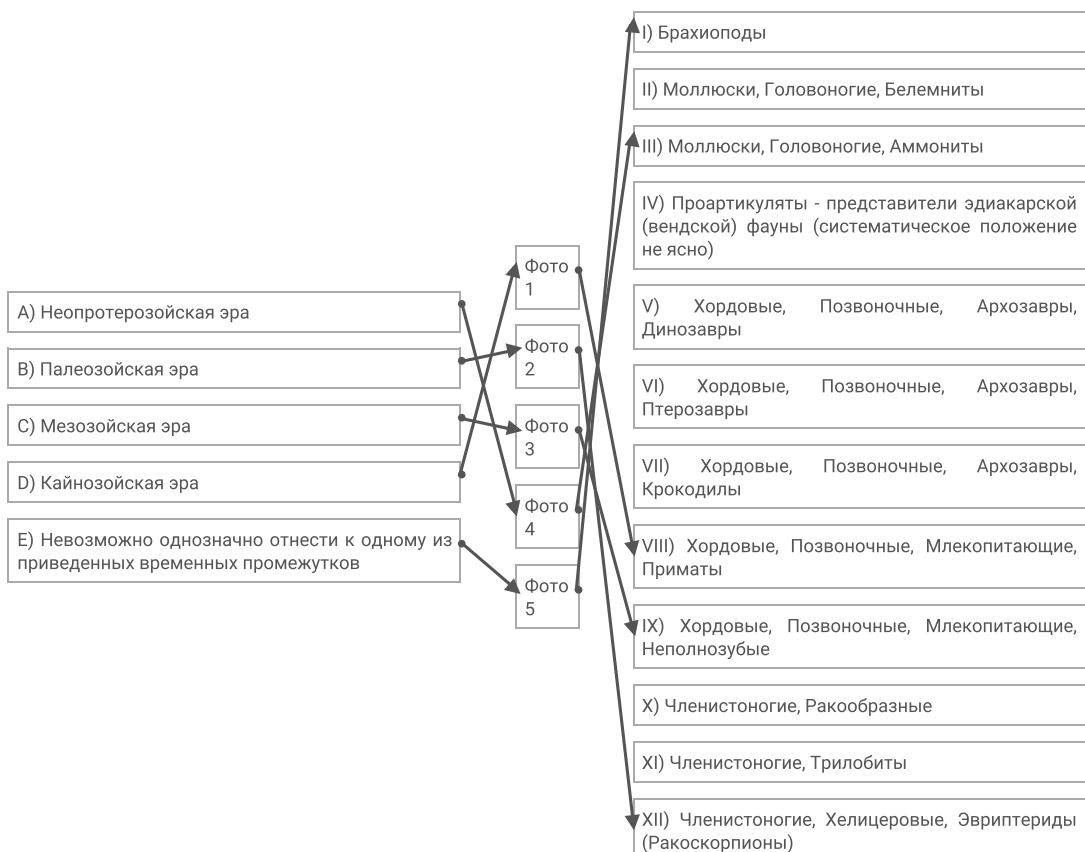 A) Неопротерозойская эра
B) Палеозойская эра
C) Мезозойская эра
D) Кайнозойская эра
E) Невозможно однозначно отнести к одному из
приведенных временных промежутков
Фото
1
Фото
2
Фото
3
Фото
4
Фото
5
I) Брахиоподы
II) Моллюски, Головоногие, Белемниты
III) Моллюски, Головоногие, Аммониты
IV) Проартикуляты - представители эдиакарской
(вендской) фауны (систематическое положение
не ясно)
V) Хордовые, Позвоночные, Архозавры,
Динозавры
VI) Хордовые, Позвоночные, Архозавры,
Птерозавры
VII) Хордовые, Позвоночные, Архозавры,
Крокодилы
VIII) Хордовые, Позвоночные, Млекопитающие,
Приматы
IX) Хордовые, Позвоночные, Млекопитающие,
Неполнозубые
X) Членистоногие, Ракообразные
XI) Членистоногие, Трилобиты
XII) Членистоногие, Хелицеровые, Эвриптериды
(Ракоскорпионы)